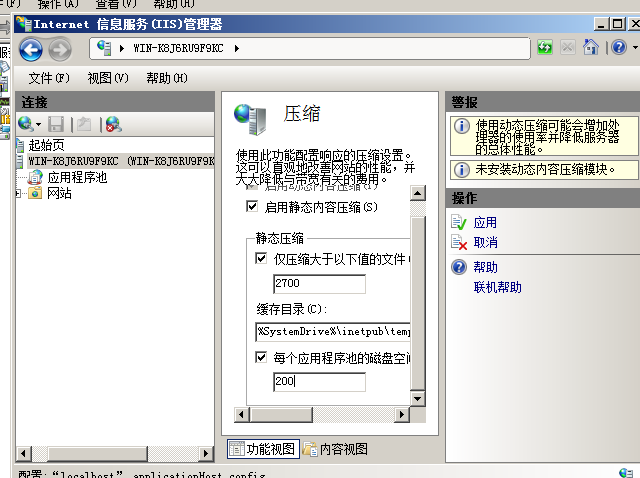 操作(A) 查看(V) 帮助(H)
Internet 信息服务(IIS)管理器
WIN-K8J6RU9F9KC
文件(F) 视图(V) 帮助(H)
连接
起始页
WIN-K8J6RU9F9KC (WIN-K8J6RU9F9K
应用程序池
网站
压缩
使用此功能配置响应的压缩设置。
这可以直观地改善网站的性能，并
大大降低与带宽有关的费用。
启用动态内容压缩(Y)
启用静态内容压缩(S)
静态压缩
仅压缩大于以下值的文件(
2700
缓存目录(C):
%SystemDrive%\inetpub\temp
每个应用程序池的磁盘空间
200
功能视图 内容视图
警报
使用动态压缩可能会增加处
理器的使用率并降低服务器
的总体性能。
未安装动态内容压缩模块。
操作
应用
取消
帮助
联机帮助
配置:“localhost” applicationHost.config